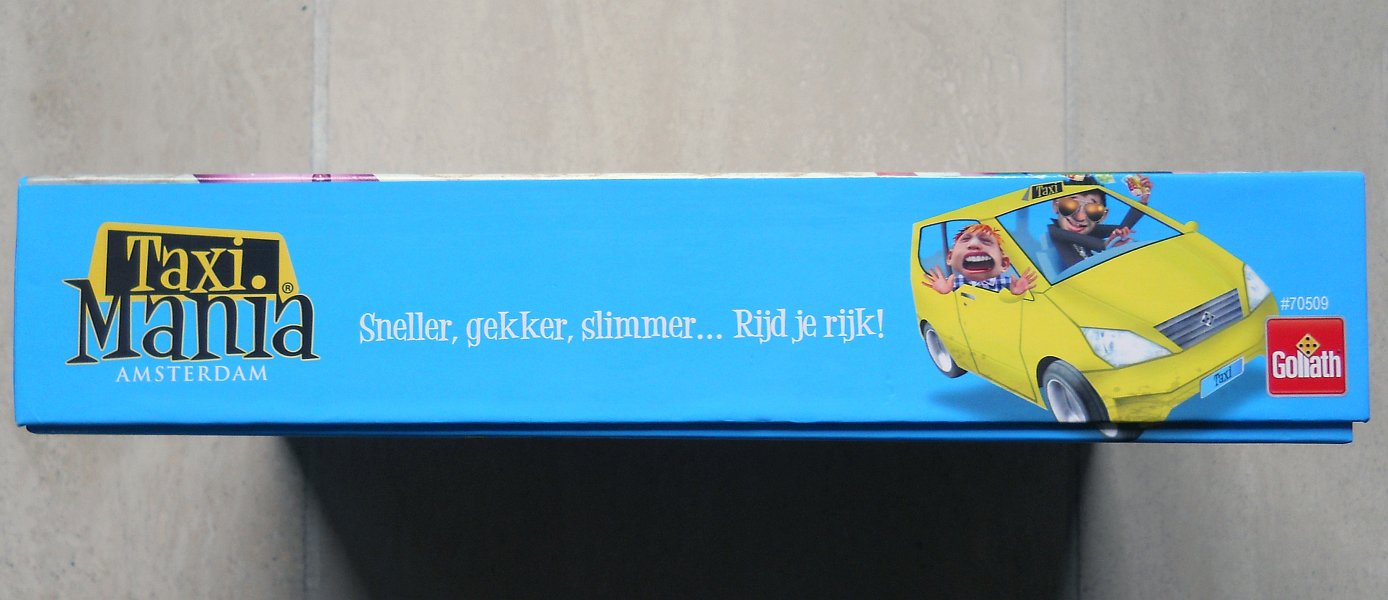 Taxi
Mania®
AMSTERDAM
Sneller, gekker, slimmer... Rijd je rijk!
Taxi
Taxi
#70509
Goliath